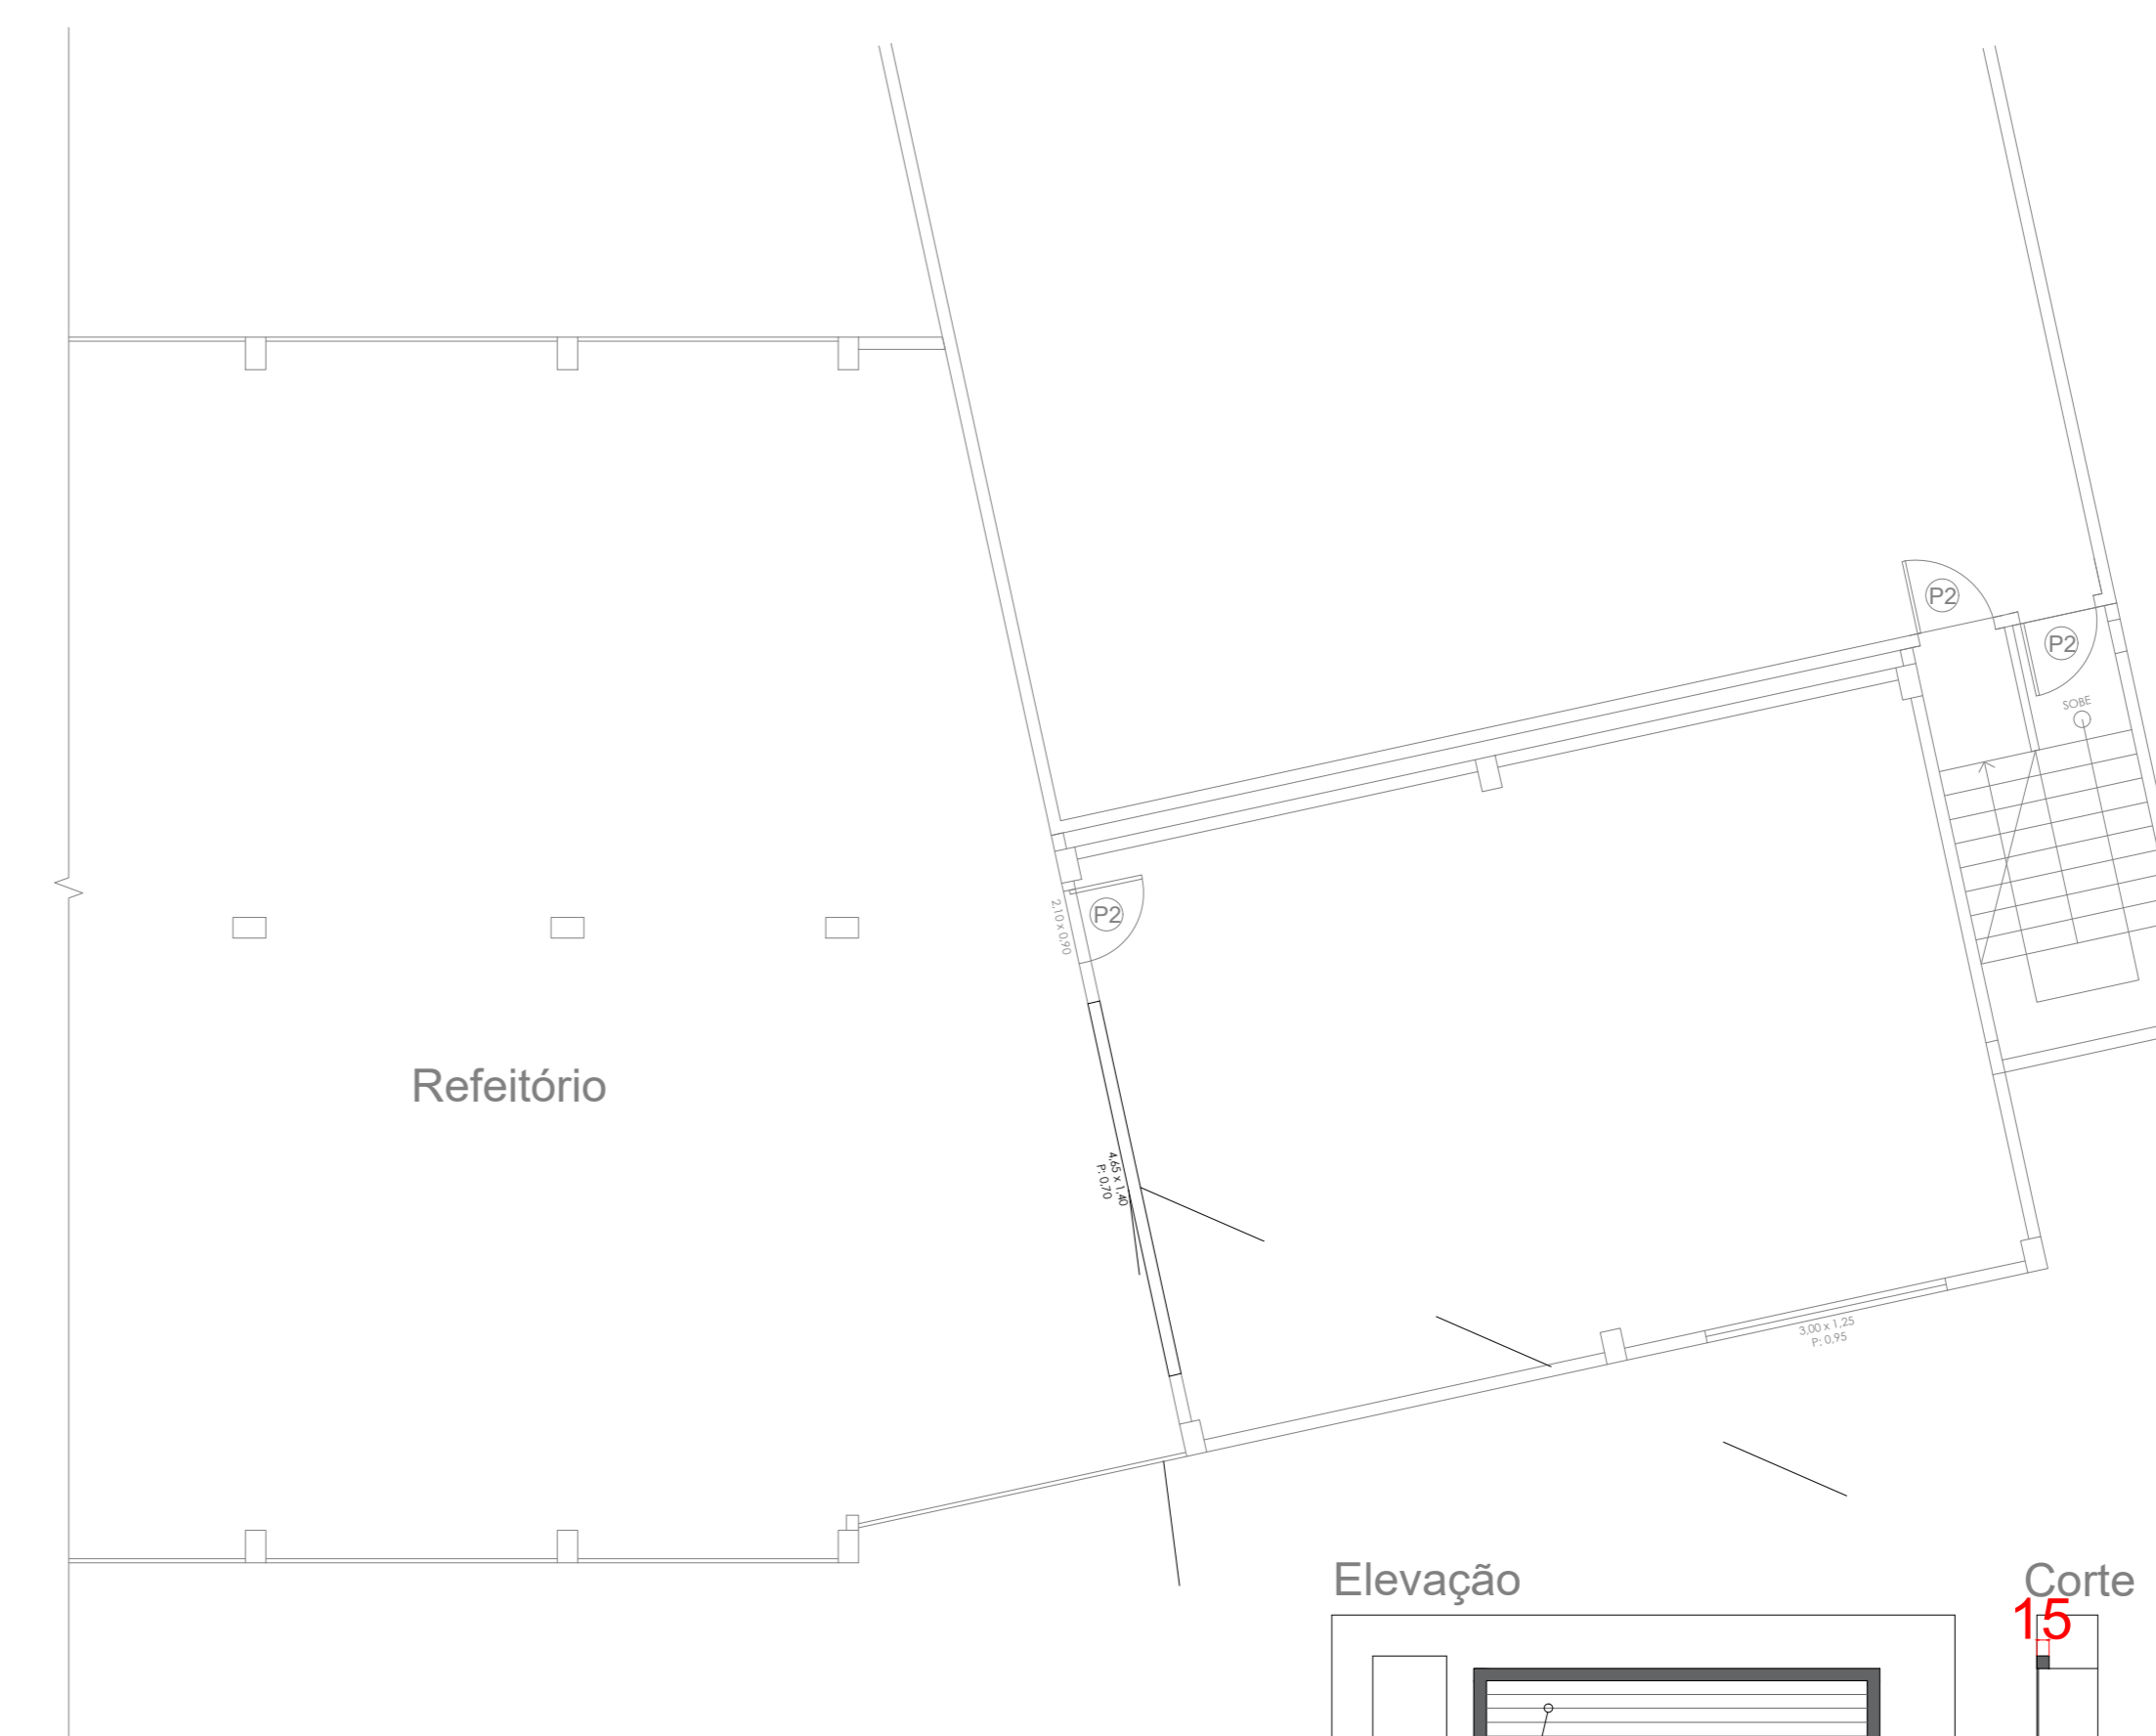 P2
P2
SOBE
P2
2,10 x 0,90
Refeitório
4,65 x 1,40
P: 0,70
3,00 x 1,25
P: 0,95
Elevação
Corte
15